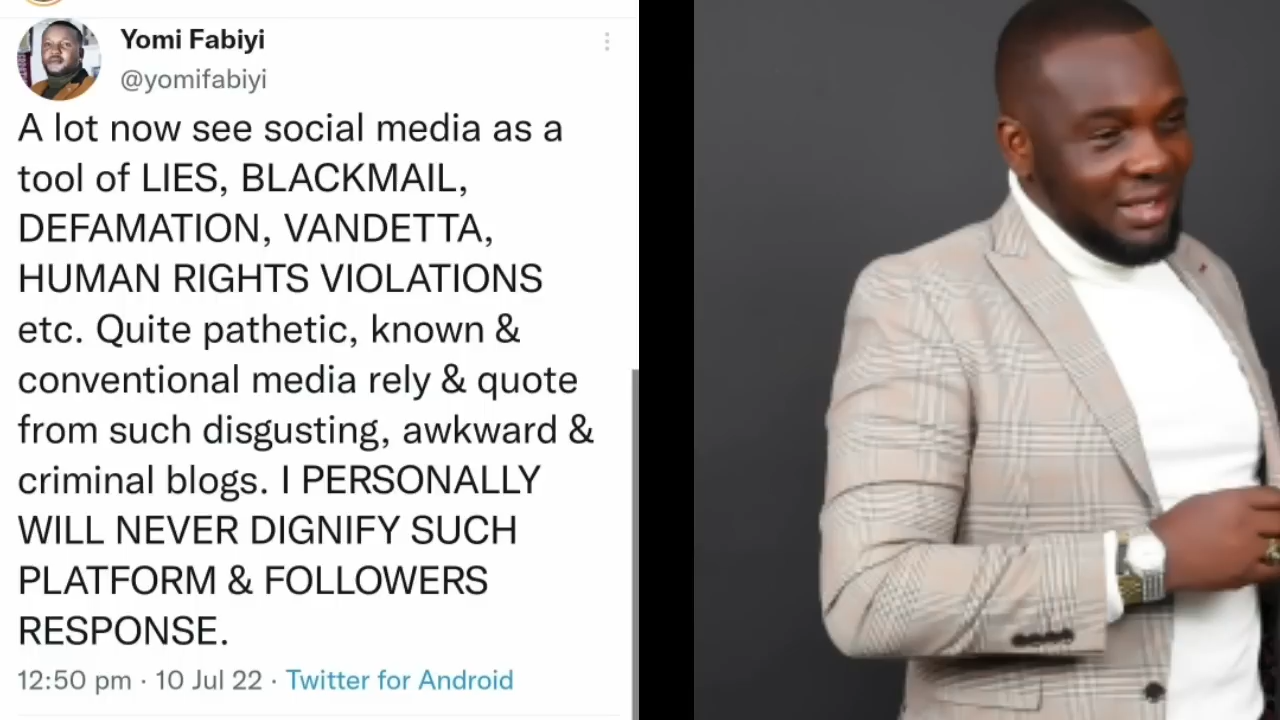 Yomi Fabiyi
@yomifabiyi
A lot now see social media as a
tool of LIES, BLACKMAIL,
DEFAMATION, VANDETTA,
HUMAN RIGHTS VIOLATIONS
etc. Quite pathetic, known &
conventional media rely & quote
from such disgusting, awkward &
criminal blogs. I PERSONALLY
WILL NEVER DIGNIFY SUCH
PLATFORM & FOLLOWERS
RESPONSE.
12:50 pm · 10 Jul 22 · Twitter for Android